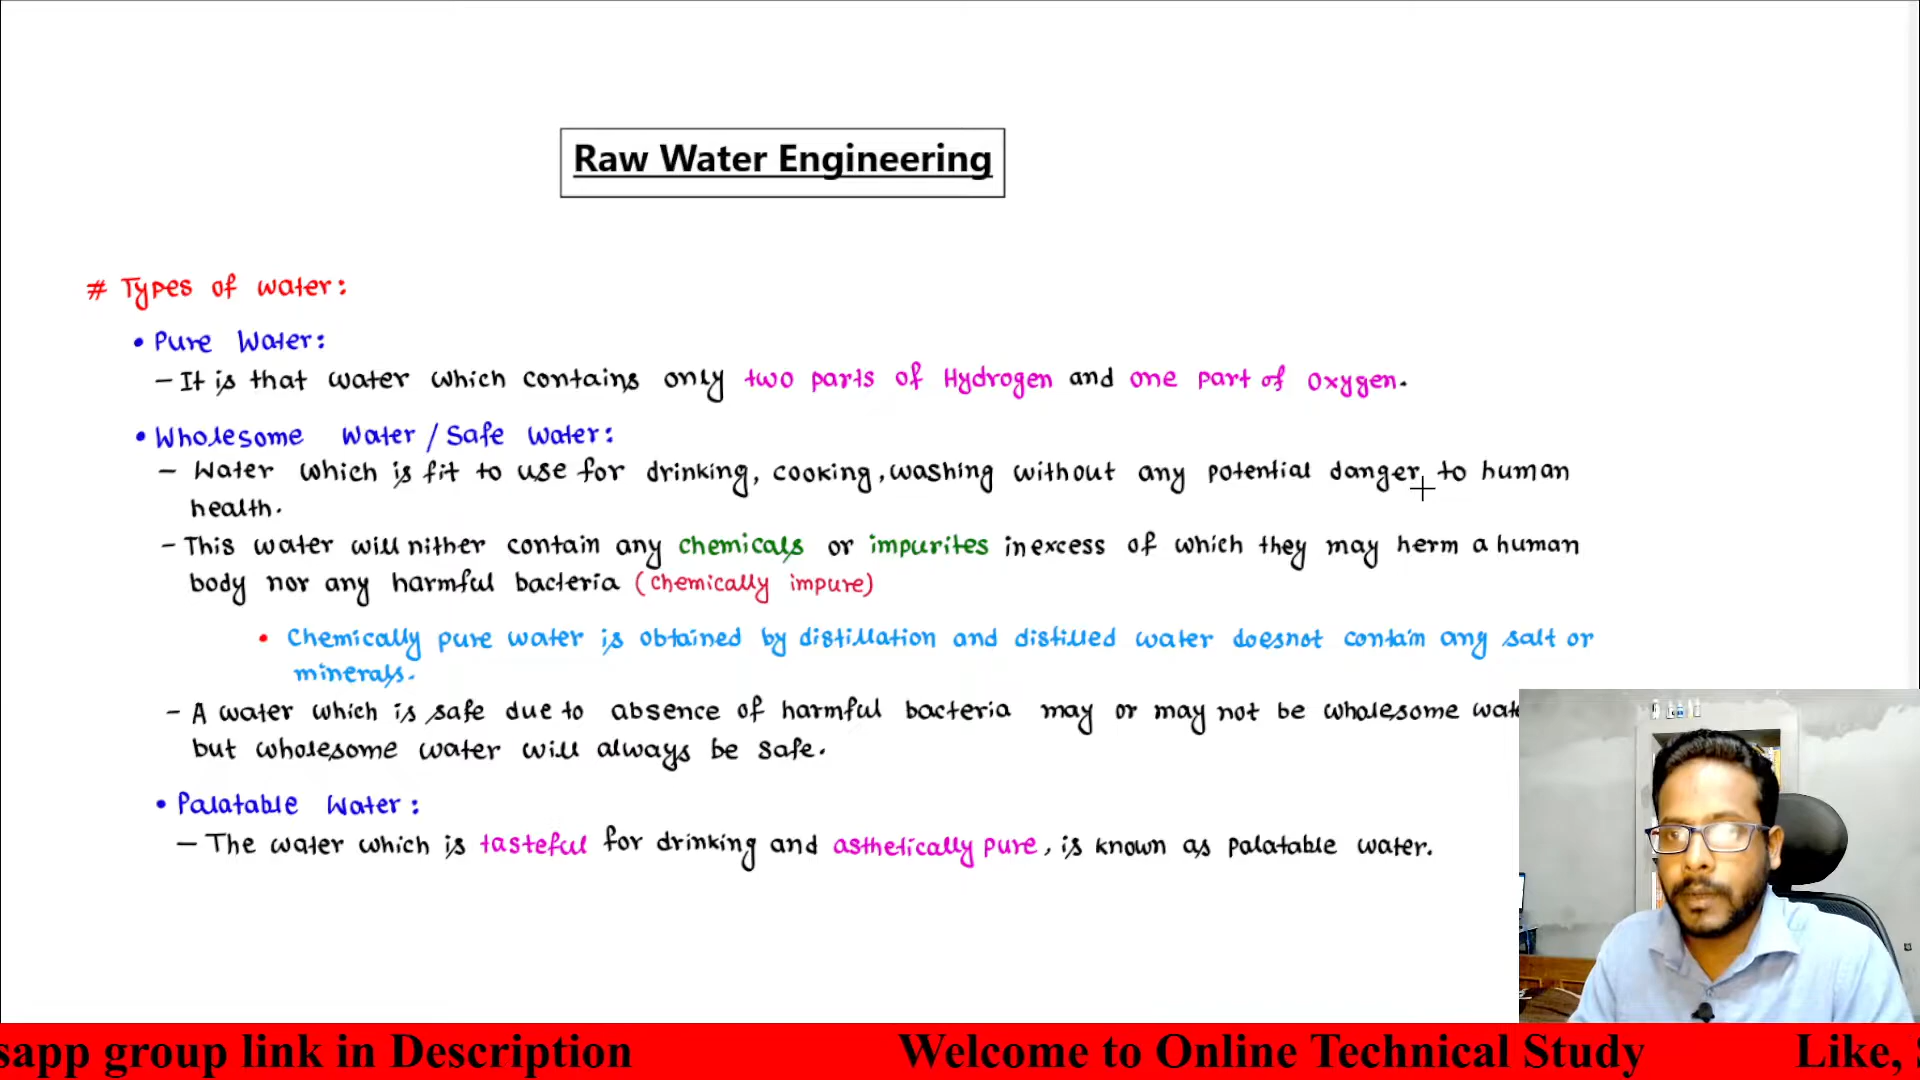 Raw Water Engineering
# Types of water:
• Pure Water:
– It is that water which contains only two parts of Hydrogen and one part of oxygen.
• Wholesome Water / Safe Water:
– Water which is fit to use for drinking, cooking, washing without any potential danger to human
health.
– This water will nither contain any chemicals or impurites in excess of which they may herm a human
body nor any harmful bacteria (chemically impure)
• Chemically pure water is obtained by distillation and distilled water doesnot contain any salt or
minerals.
– A water which is safe due to absence of harmful bacteria may or may not be wholesome wate
but wholesome water will always be safe.
• Palatable Water:
– The water which is tasteful for drinking and asthetically pure, is known as palatable water.
sapp group link in Description Welcome to Online Technical Study Like,